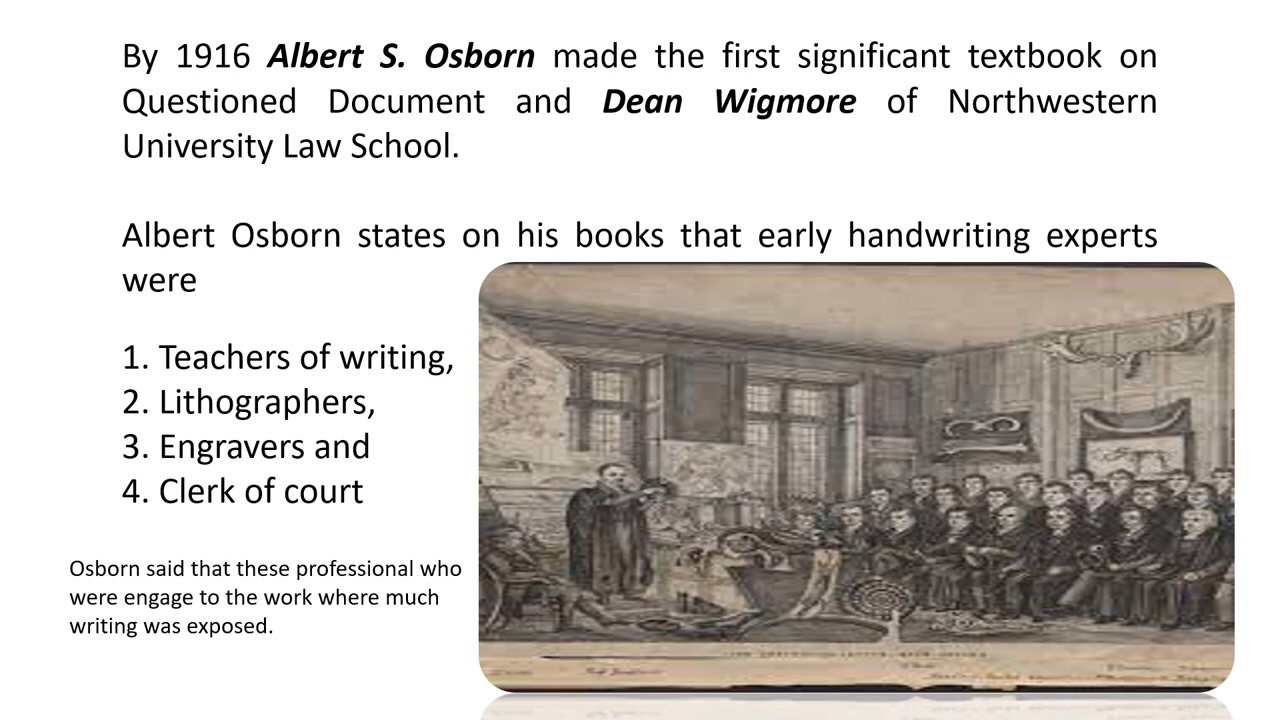 By 1916 Albert S. Osborn made the first significant textbook on
Questioned Document and Dean Wigmore of Northwestern
University Law School.
Albert Osborn states on his books that early handwriting experts
were
1. Teachers of writing,
2. Lithographers,
3. Engravers and
4. Clerk of court
Osborn said that these professional who
were engage to the work where much
writing was exposed.